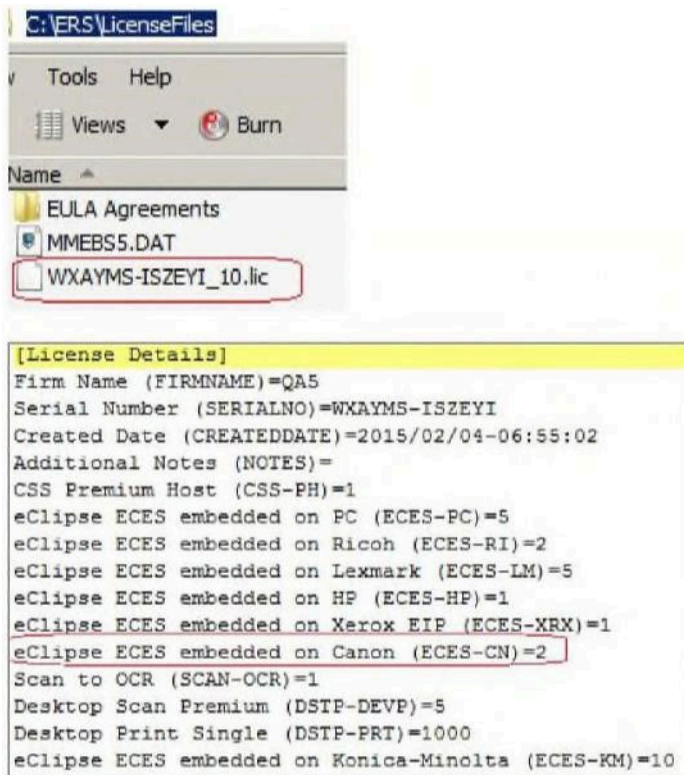 C:\ERS\LicenseFiles
Tools Help
Views Burn
Name
EULA Agreements
MMEBS5.DAT
WXAYMS-ISZEYI_10.lic
[License Details]
Firm Name (FIRMNAME)=QA5
Serial Number (SERIALNO)=WXAYMS-ISZEYI
Created Date (CREATEDDATE)=2015/02/04-06:55:02
Additional Notes (NOTES)=
CSS Premium Host (CSS-PH)=1
eClipse ECES embedded on PC (ECES-PC)=5
eClipse ECES embedded on Ricoh (ECES-RI)=2
eClipse ECES embedded on Lexmark (ECES-LM)=5
eClipse ECES embedded on HP (ECES-HP)=1
eClipse ECES embedded on Xerox EIP (ECES-XRX)=1
eClipse ECES embedded on Canon (ECES-CN)=2
Scan to OCR (SCAN-OCR)=1
Desktop Scan Premium (DSTP-DEVP)=5
Desktop Print Single (DSTP-PRT)=1000
eClipse ECES embedded on Konica-Minolta (ECES-KM)=10